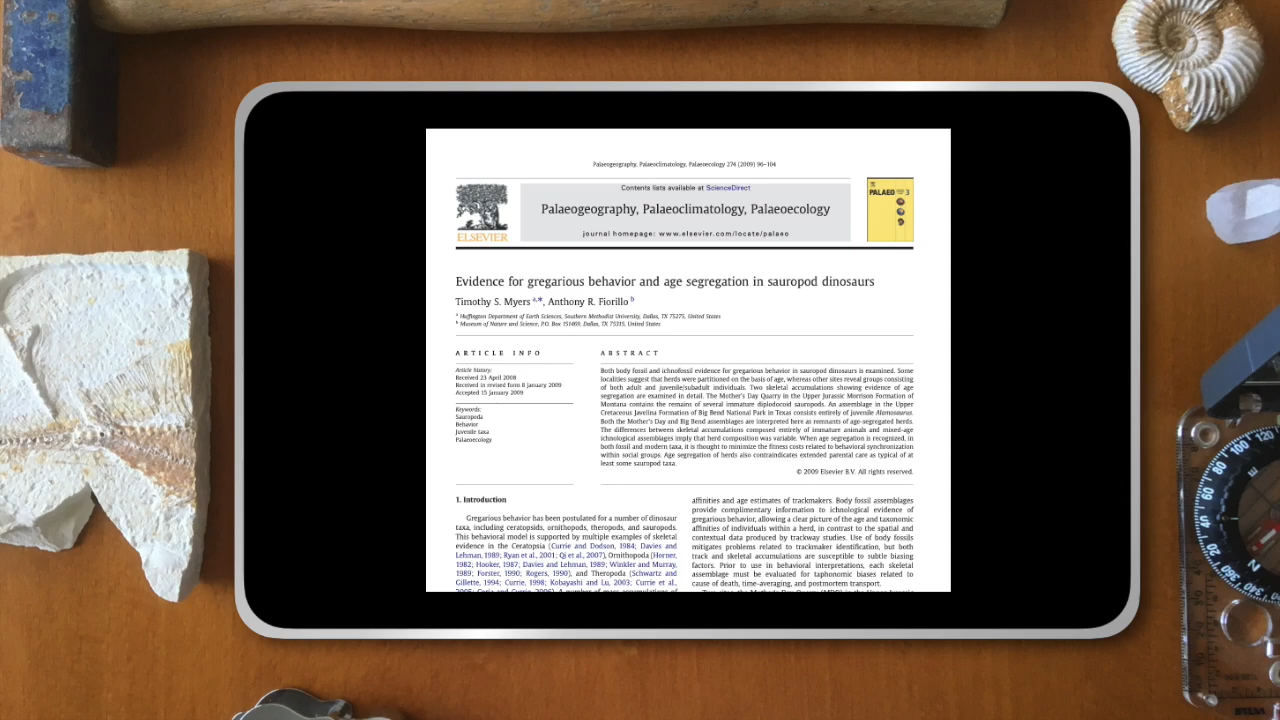 Palaeogeography, Palaeoclimatology, Palaeoecology 274 (2009) 96–104
Contents lists available at ScienceDirect
Palaeogeography, Palaeoclimatology, Palaeoecology
journal homepage: www.elsevier.com/locate/palaeo
ELSEVIER
PALAEO 3
Evidence for gregarious behavior and age segregation in sauropod dinosaurs
Timothy S. Myers a,*, Anthony R. Fiorillo b
a Huffington Department of Earth Sciences, Southern Methodist University, Dallas, TX 75275, United States
b Museum of Nature and Science, P.O. Box 151469, Dallas, TX 75315, United States
ARTICLE INFO
Article history:
Received 23 April 2008
Received in revised form 8 January 2009
Accepted 15 January 2009
Keywords:
Sauropoda
Behavior
Juvenile taxa
Palaeoecology
ABSTRACT
Both body fossil and ichnofossil evidence for gregarious behavior in sauropod dinosaurs is examined. Some
localities suggest that herds were partitioned on the basis of age, whereas other sites reveal groups consisting
of both adult and juvenile/subadult individuals. Two skeletal accumulations showing evidence of age
segregation are examined in detail. The Mother's Day Quarry in the Upper Jurassic Morrison Formation of
Montana contains the remains of several immature diplodocoid sauropods. An assemblage in the Upper
Cretaceous Javelina Formation of Big Bend National Park in Texas consists entirely of juvenile Alamosaurus.
Both the Mother's Day and Big Bend assemblages are interpreted here as remnants of age-segregated herds.
The differences between skeletal accumulations composed entirely of immature animals and mixed-age
ichnological assemblages imply that herd composition was variable. When age segregation is recognized, in
both fossil and modern taxa, it is thought to minimize the fitness costs related to behavioral synchronization
within social groups. Age segregation of herds also contraindicates extended parental care as typical of at
least some sauropod taxa.
© 2009 Elsevier B.V. All rights reserved.
1. Introduction
Gregarious behavior has been postulated for a number of dinosaur
taxa, including ceratopsids, ornithopods, theropods, and sauropods.
This behavioral model is supported by multiple examples of skeletal
evidence in the Ceratopsia (Currie and Dodson, 1984; Davies and
Lehman, 1989; Ryan et al., 2001; Qi et al., 2007), Ornithopoda (Horner,
1982; Hooker, 1987; Davies and Lehman, 1989; Winkler and Murray,
1989; Forster, 1990; Rogers, 1990), and Theropoda (Schwartz and
Gillette, 1994; Currie, 1998; Kobayashi and Lu, 2003; Currie et al.,
affinities and age estimates of trackmakers. Body fossil assemblages
provide complimentary information to ichnological evidence of
gregarious behavior, allowing a clear picture of the age and taxonomic
affinities of individuals within a herd, in contrast to the spatial and
contextual data produced by trackway studies. Use of body fossils
mitigates problems related to trackmaker identification, but both
track and skeletal accumulations are susceptible to subtle biasing
factors. Prior to use in behavioral interpretations, each skeletal
assemblage must be evaluated for taphonomic biases related to
cause of death, time-averaging, and postmortem transport.
60
80
100
120
N